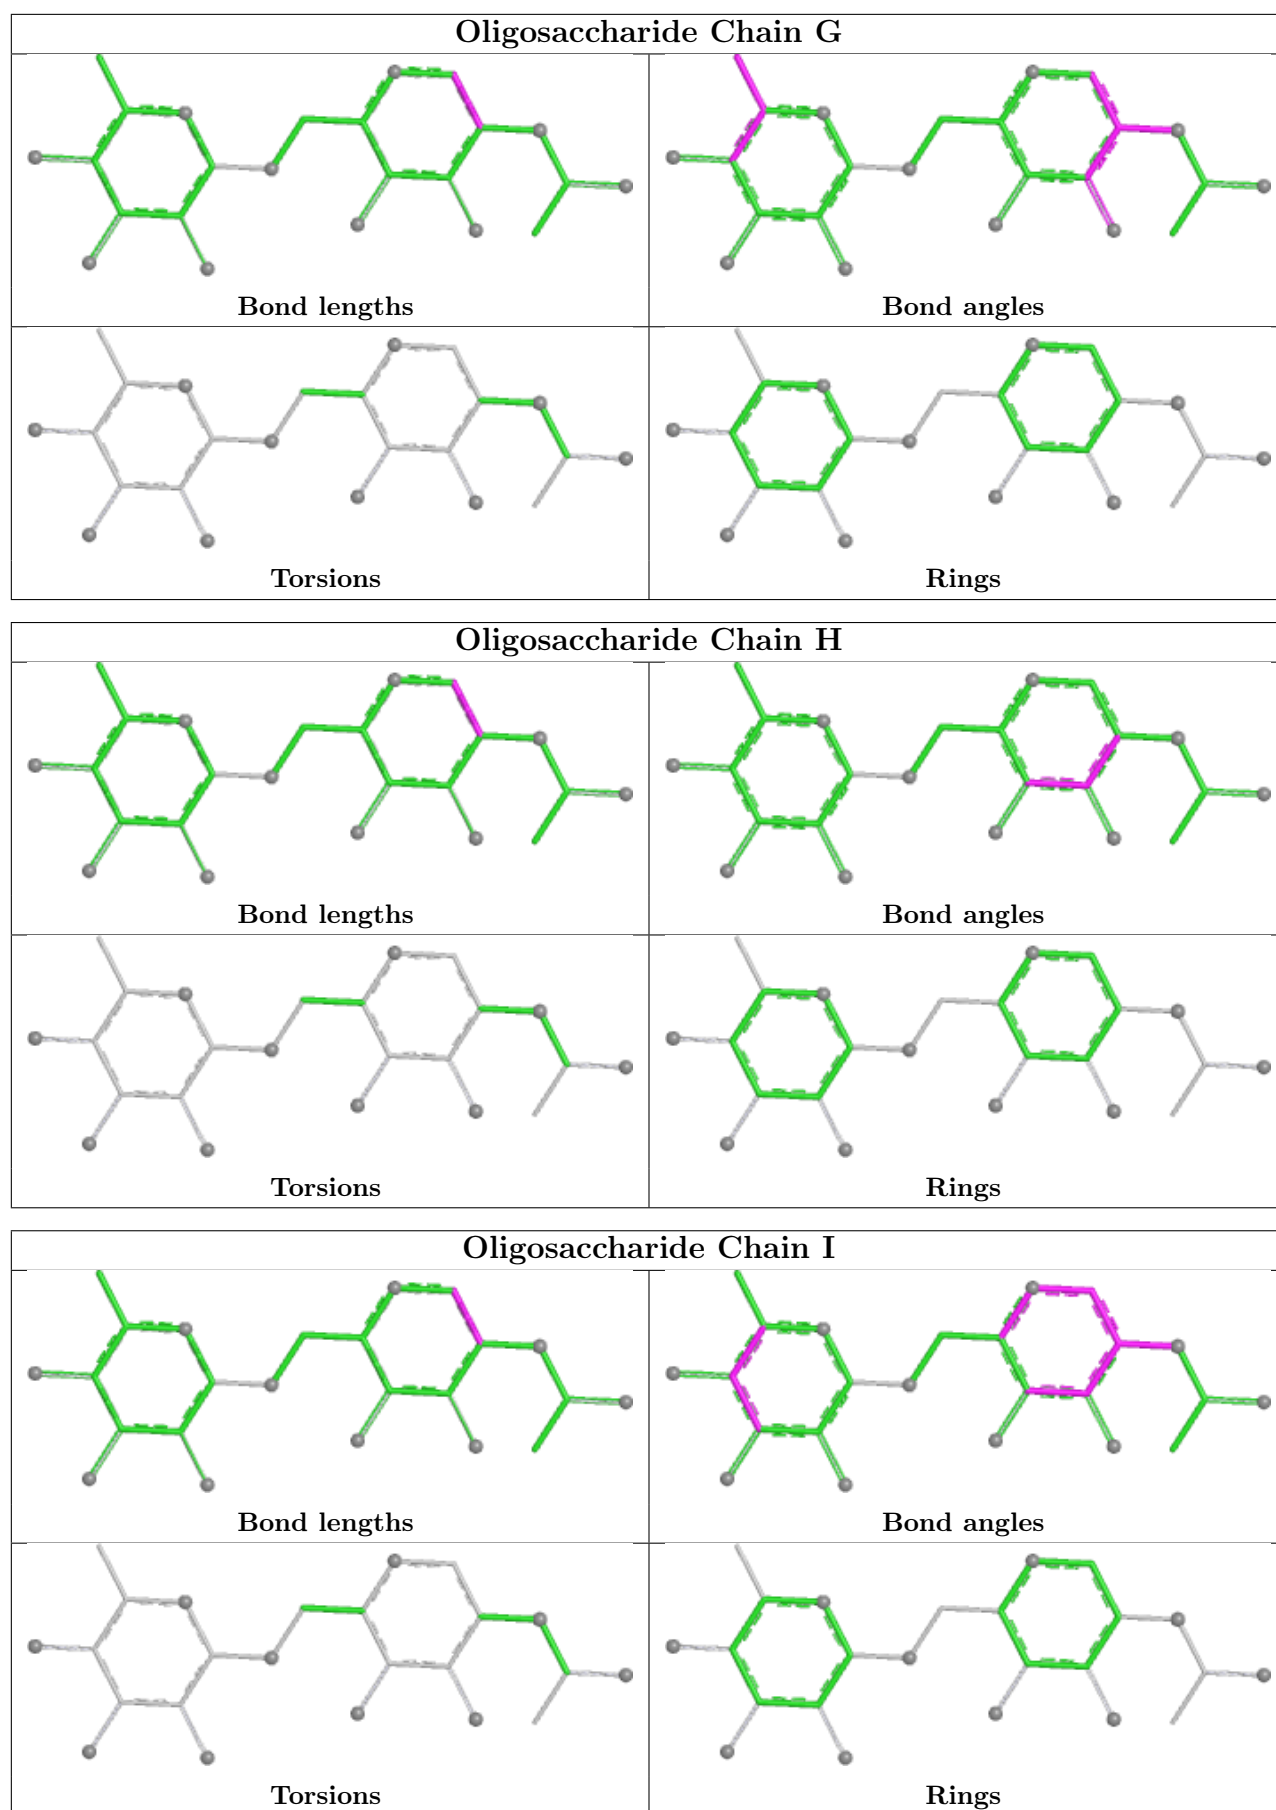 Oligosaccharide Chain G
Bond lengths
Bond angles
Torsions
Rings
Oligosaccharide Chain H
Bond lengths
Bond angles
Torsions
Rings
Oligosaccharide Chain I
Bond lengths
Bond angles
Torsions
Rings